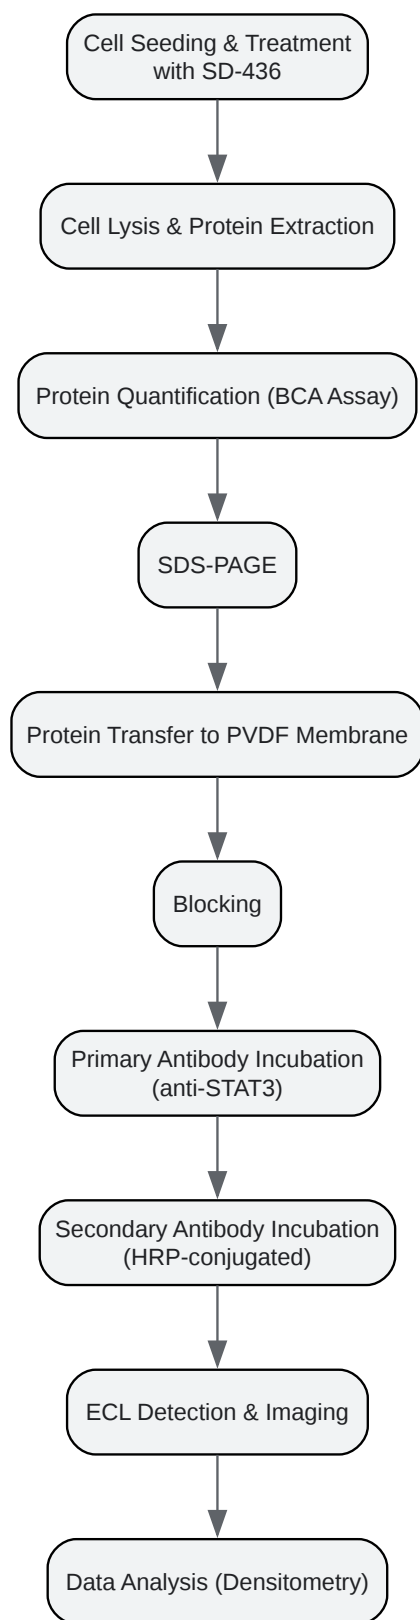 Cell Seeding & Treatment
with SD-436
Cell Lysis & Protein Extraction
Protein Quantification (BCA Assay)
SDS-PAGE
Protein Transfer to PVDF Membrane
Blocking
Primary Antibody Incubation
(anti-STAT3)
Secondary Antibody Incubation
(HRP-conjugated)
ECL Detection & Imaging
Data Analysis (Densitometry)